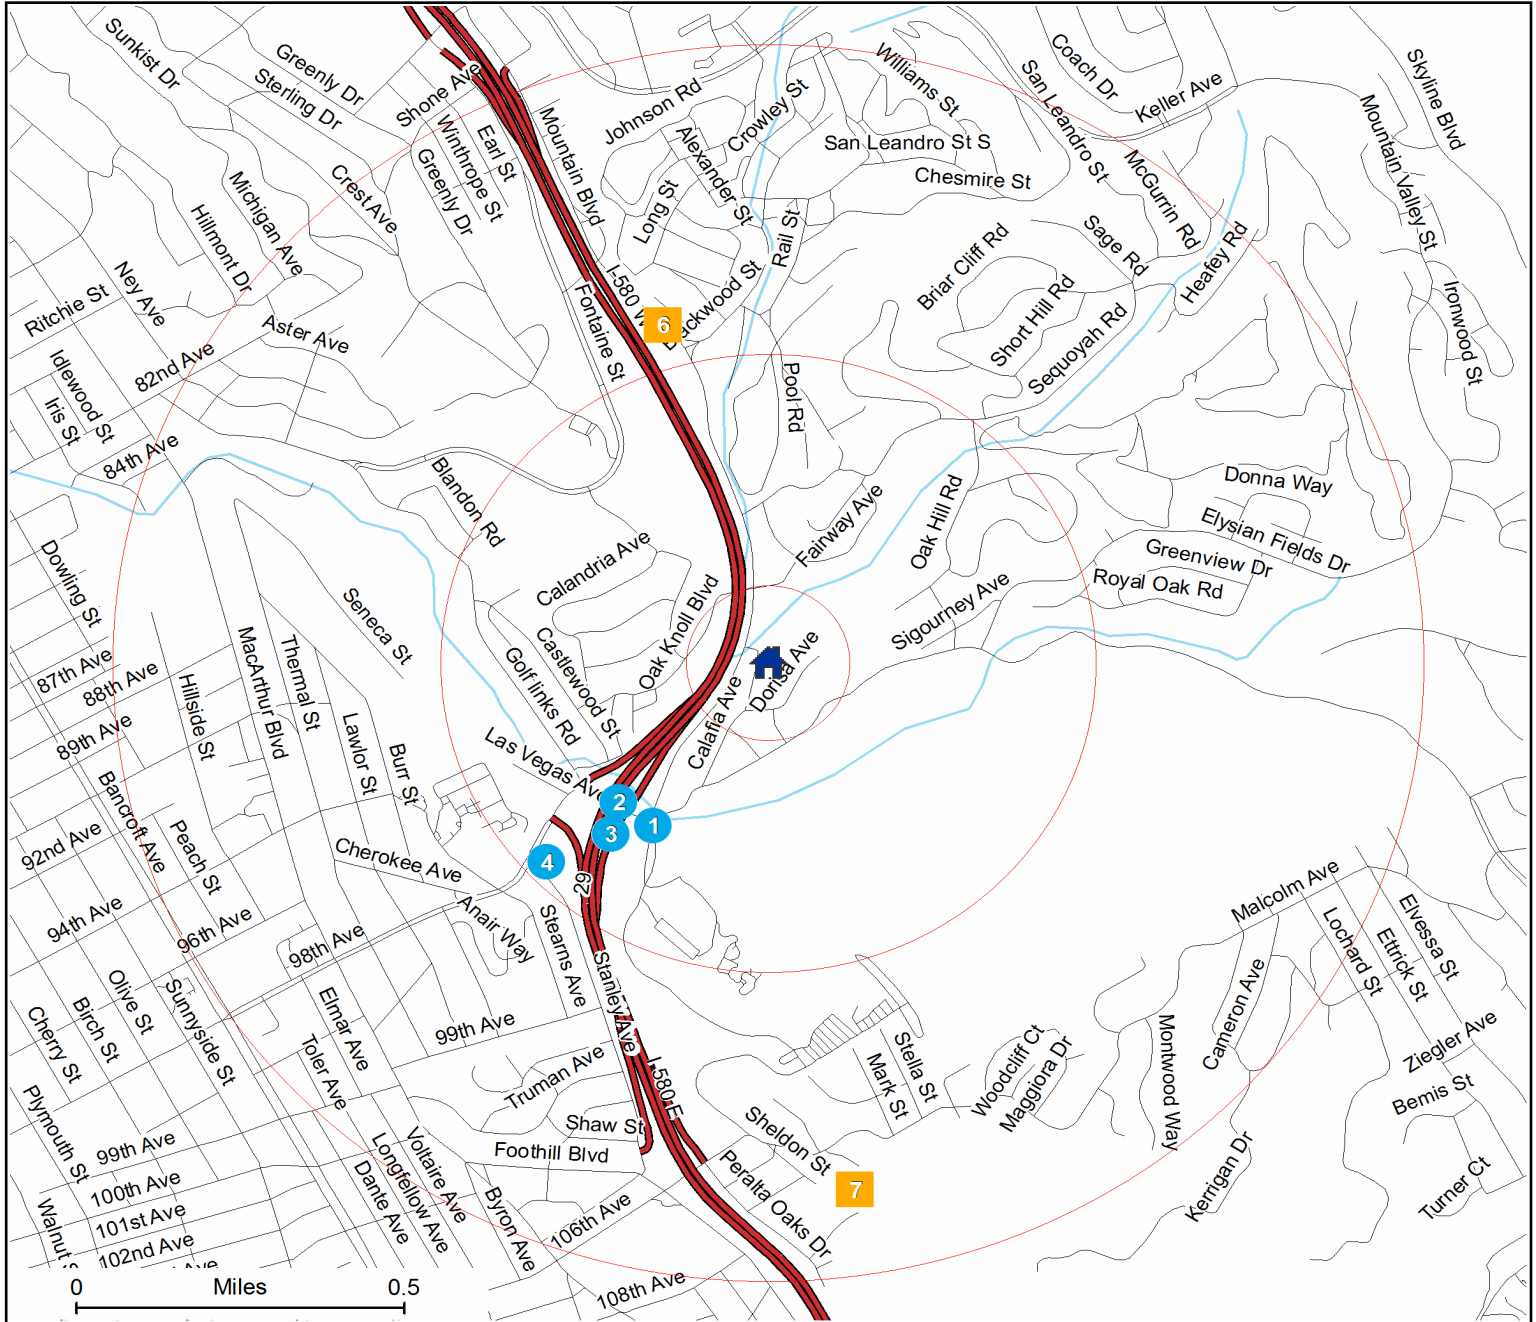 Sunkist Dr
Greenly Dr
Sterling Dr
Shone Ave
Winthrope St
Earl St
Greenly Dr
Crest Ave
Michigan Ave
Hillmont Dr
Ney Ave
Ritchie St
Aster Ave
82nd Ave
Idlewood St
Iris St
84th Ave
Mountain Blvd
Johnson Rd
Alexander St
Crowley St
Long St
Rail St
I-580 W
Fontaine St
6
Williams St
San Leandro St S
Chesmire St
San Leandro St
Coach Dr
Keller Ave
McGurrin Rd
Sage Rd
Heafey Rd
Briar Cliff Rd
Short Hill Rd
Sequoyah Rd
Skyline Blvd
Mountain Valley St
Ironwood St
Pool Rd
Blandon Rd
Calandria Ave
Fairway Ave
Oak Hill Rd
Sigourney Ave
Donna Way
Elysian Fields Dr
Greenview Dr
Royal Oak Rd
Dowling St
87th Ave
88th Ave
89th Ave
Hillside St
MacArthur Blvd
Thermal St
Seneca St
Lawlor St
Burr St
Golf links Rd
Castlewood St
Oak Knoll Blvd
Dorisa Ave
Calafia Ave
Las Vegas Ave
2
3
1
4
29
92nd Ave
Bancroft Ave
Peach St
94th Ave
96th Ave
98th Ave
Cherokee Ave
Anair Way
Stearns Ave
Stanley Ave
Cherry St
Birch St
Olive St
Sunnyside St
Elmar Ave
Toler Ave
99th Ave
Truman Ave
I-580 E
Shaw St
Foothill Blvd
Plymouth St
99th Ave
100th Ave
101st Ave
102nd Ave
Walnut
Dante Ave
Longfellow Ave
Voltaire Ave
Byron Ave
106th Ave
108th Ave
Peralta Oaks Dr
Sheldon St
7
Mark St
Stella St
Woodcliff Ct
Maggiora Dr
Montwood Way
Cameron Ave
Kerrigan Dr
Malcolm Ave
Lochard St
Ettrick St
Elvessa St
Ziegler Ave
Bemis St
Turner Ct
0 Miles 0.5